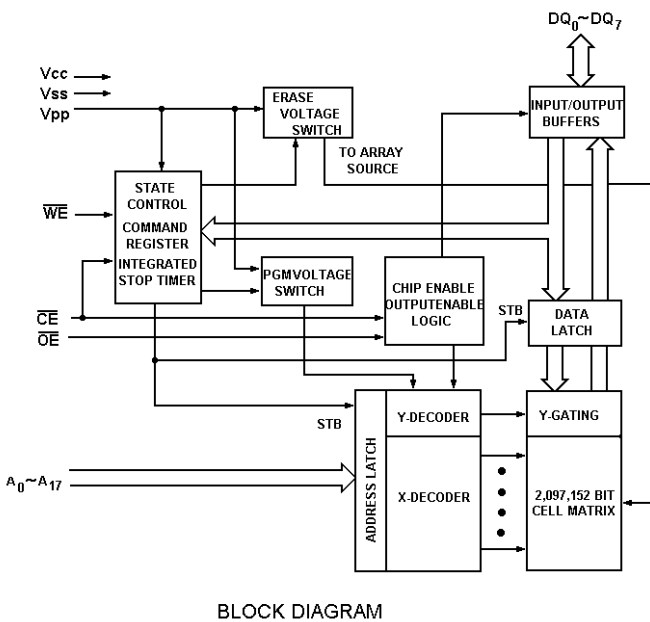 DQ0~DQ7
Vcc
Vss
Vpp
ERASE
VOLTAGE
SWITCH
INPUT/OUTPUT
BUFFERS
TO ARRAY
SOURCE
STATE
CONTROL
COMMAND
REGISTER
INTEGRATED
STOP TIMER
WE
PGMVOLTAGE
SWITCH
CHIP ENABLE
OUTPUTENABLE
LOGIC
CE
OE
STB
DATA
LATCH
STB
ADDRESS LATCH
Y-DECODER
Y-GATING
A0~A17
X-DECODER
2,097,152 BIT
CELL MATRIX
BLOCK DIAGRAM